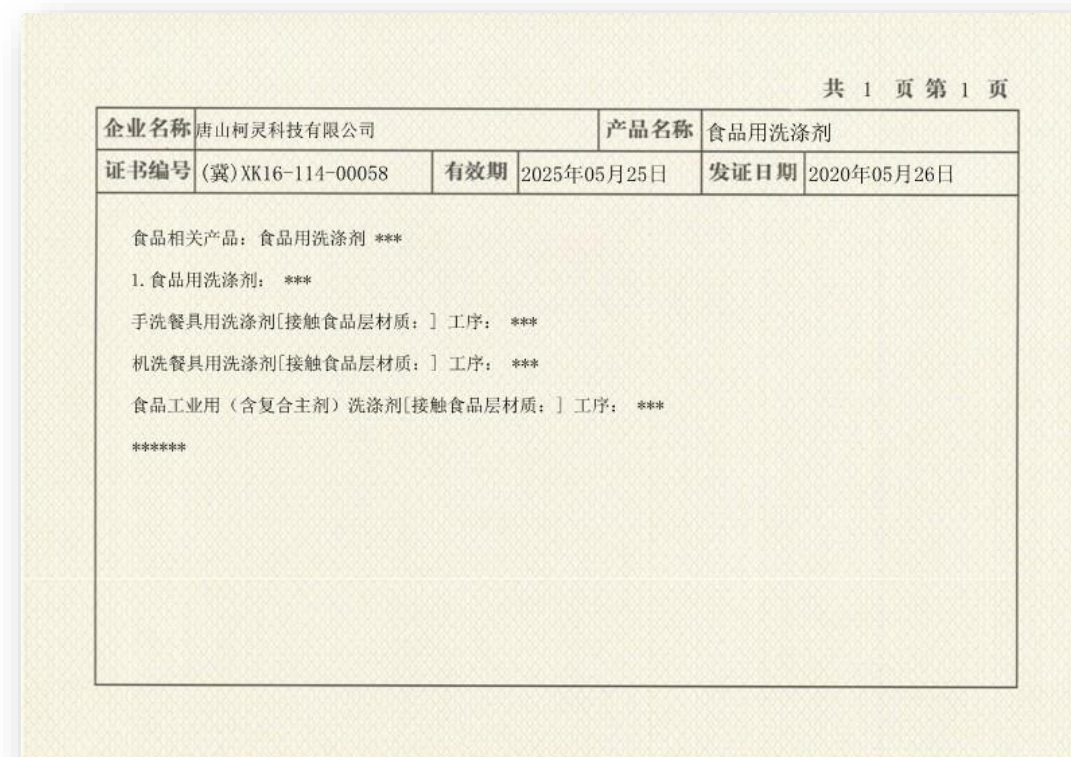 共 1 页 第 1 页
企业名称 唐山柯灵科技有限公司 产品名称 食品用洗涤剂
证书编号 (冀)XK16-114-00058 有效期 2025年05月25日 发证日期 2020年05月26日
食品相关产品：食品用洗涤剂 ***
1.食品用洗涤剂： ***
手洗餐具用洗涤剂[接触食品层材质：] 工序： ***
机洗餐具用洗涤剂[接触食品层材质：] 工序： ***
食品工业用（含复合主剂）洗涤剂[接触食品层材质：] 工序： ***
******